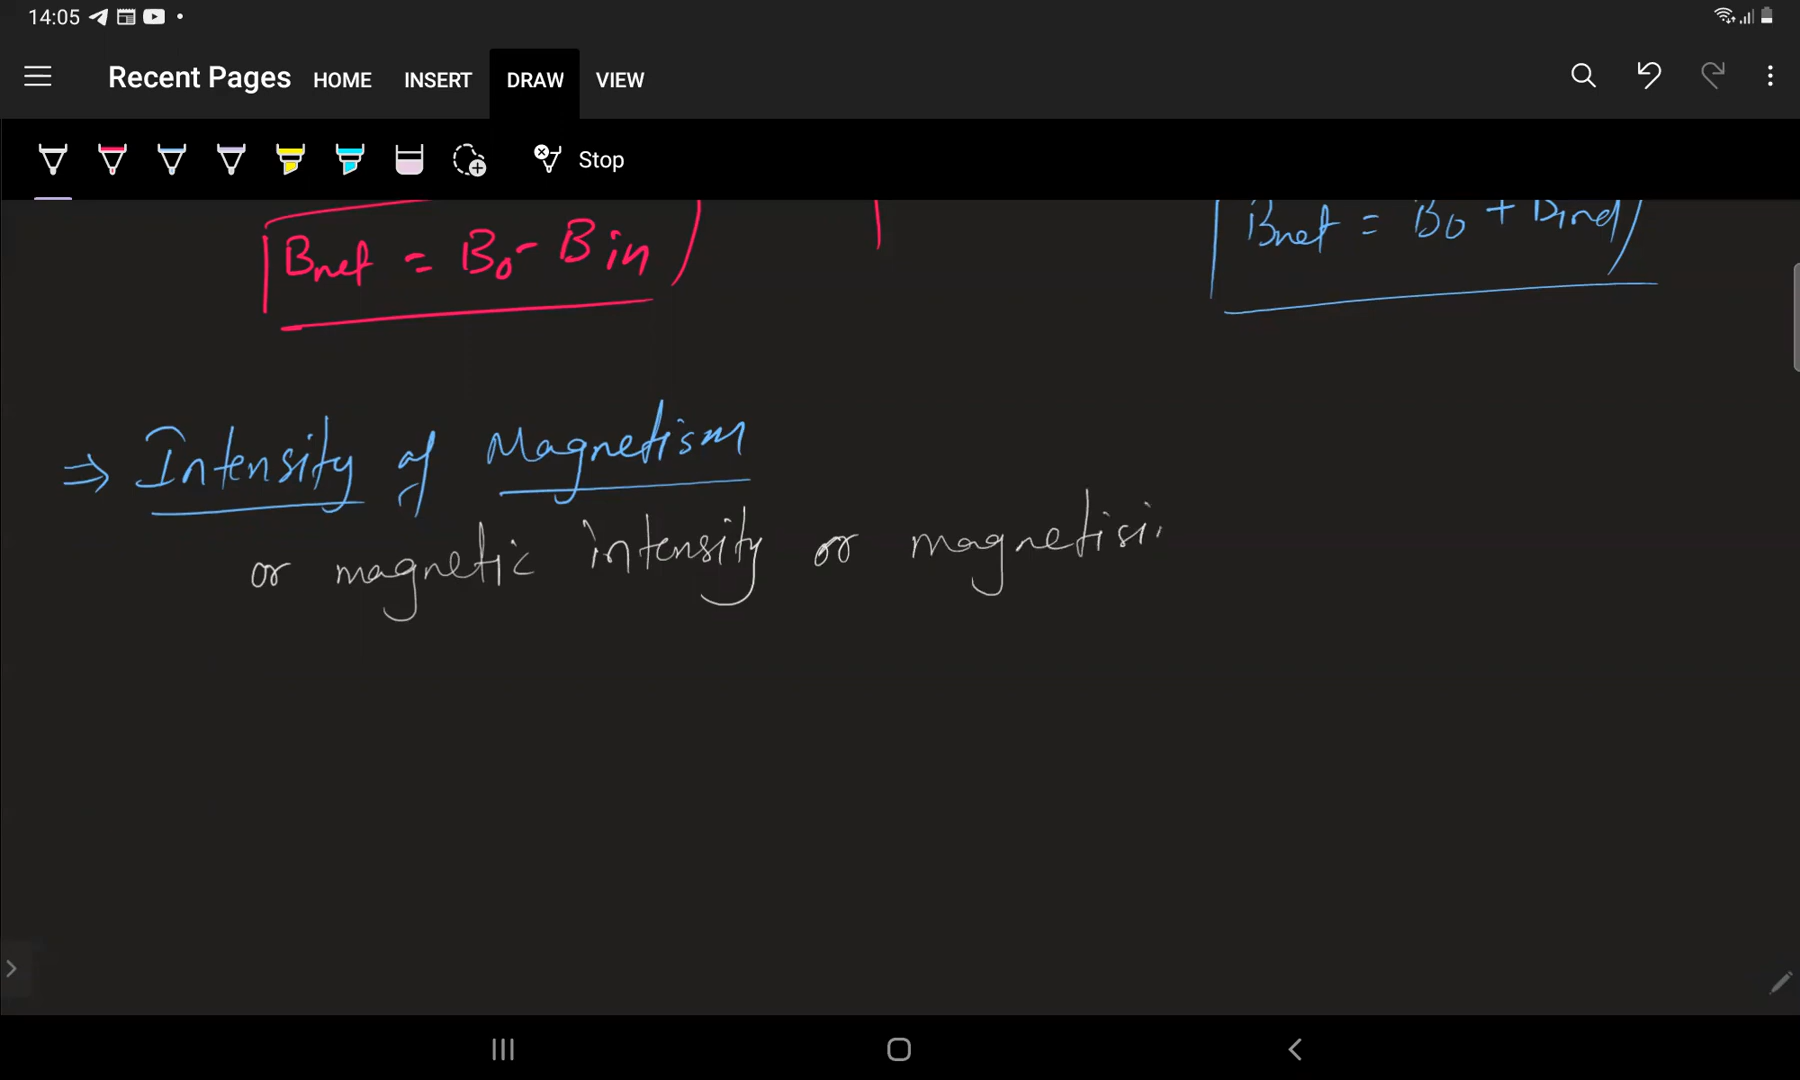 14:05
Recent Pages HOME INSERT DRAW VIEW
Stop
Bnet = B0 - Bin
Bnet = B0 + Bind
⇒ Intensity of Magnetism
or magnetic intensity or magnetisi